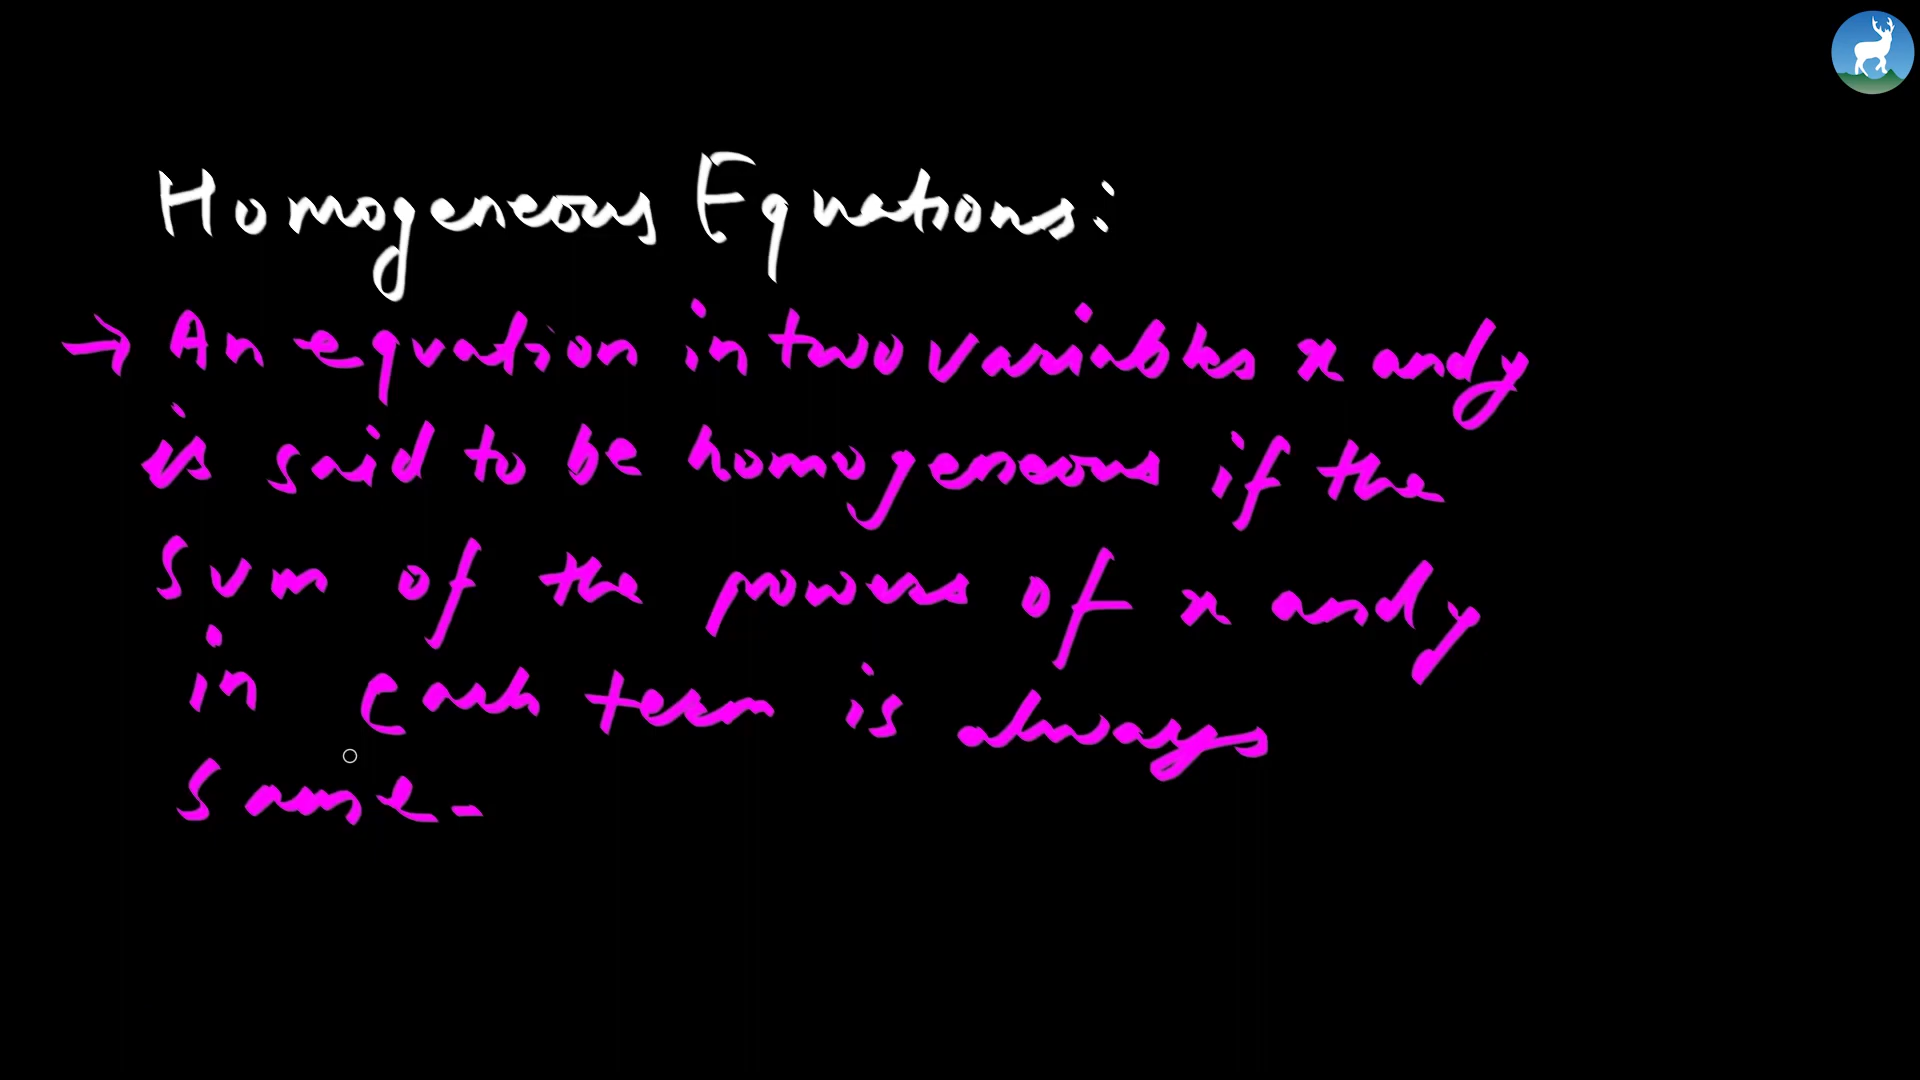 Homogeneous Equations:
→ An equation in two variables x and y
is said to be homogeneous if the
sum of the powers of x and y
in each term is always
same-